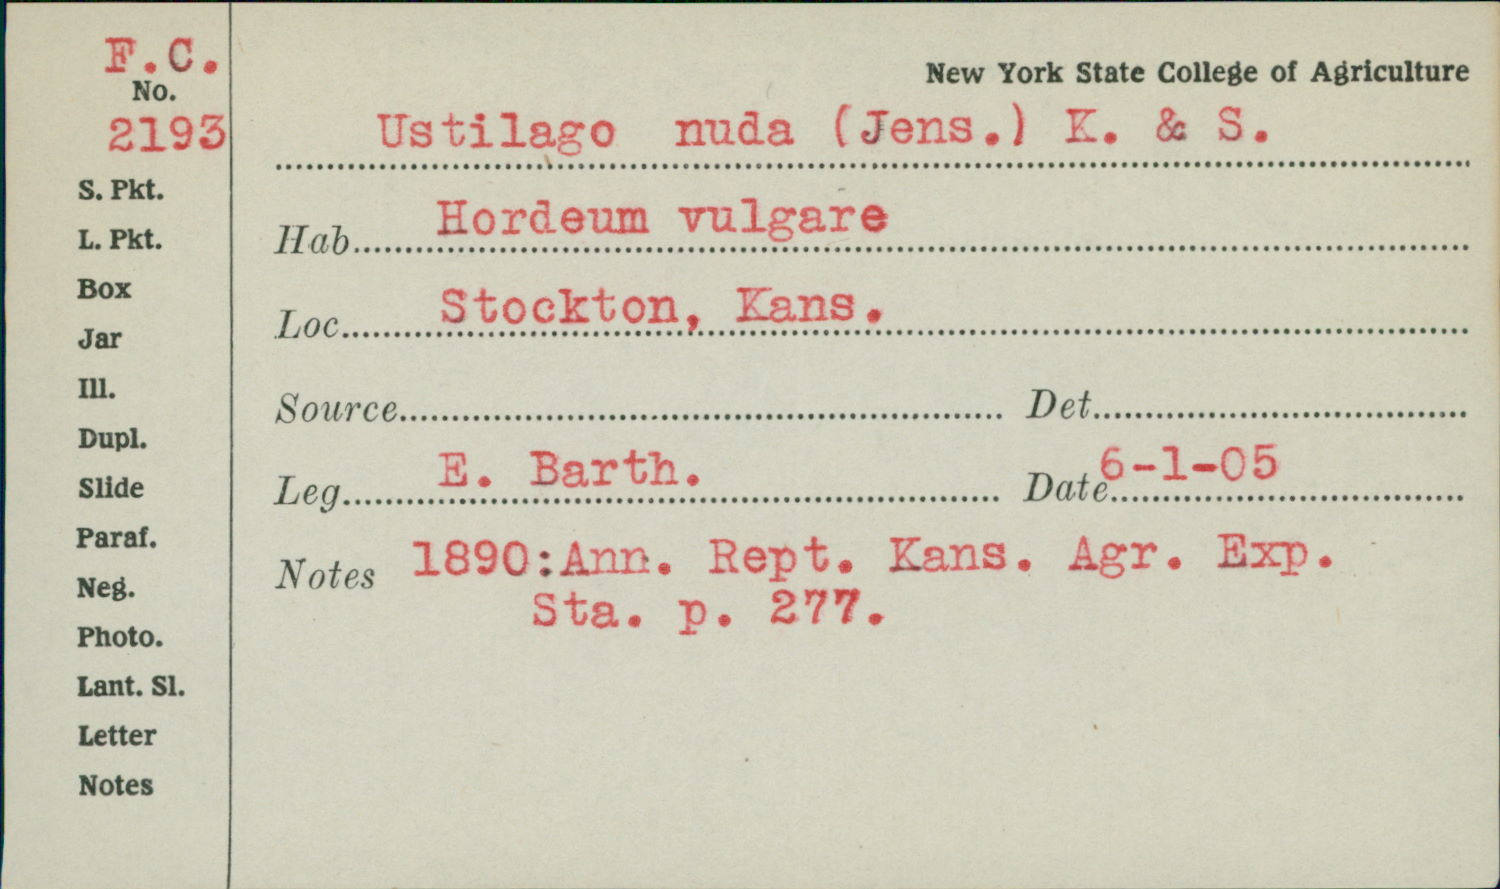 F.C.
No.
2193
S. Pkt.
L. Pkt.
Box
Jar
Ill.
Dupl.
Slide
Paraf.
Neg.
Photo.
Lant. Sl.
Letter
Notes
New York State College of Agriculture
Ustilago nuda (Jens.) K. & S.
Hab. Hordeum vulgare
Loc. Stockton, Kans.
Source Det.
Leg. E. Barth. Date 6-1-05
Notes 1890:Ann. Rept. Kans. Agr. Exp.
Sta. p. 277.